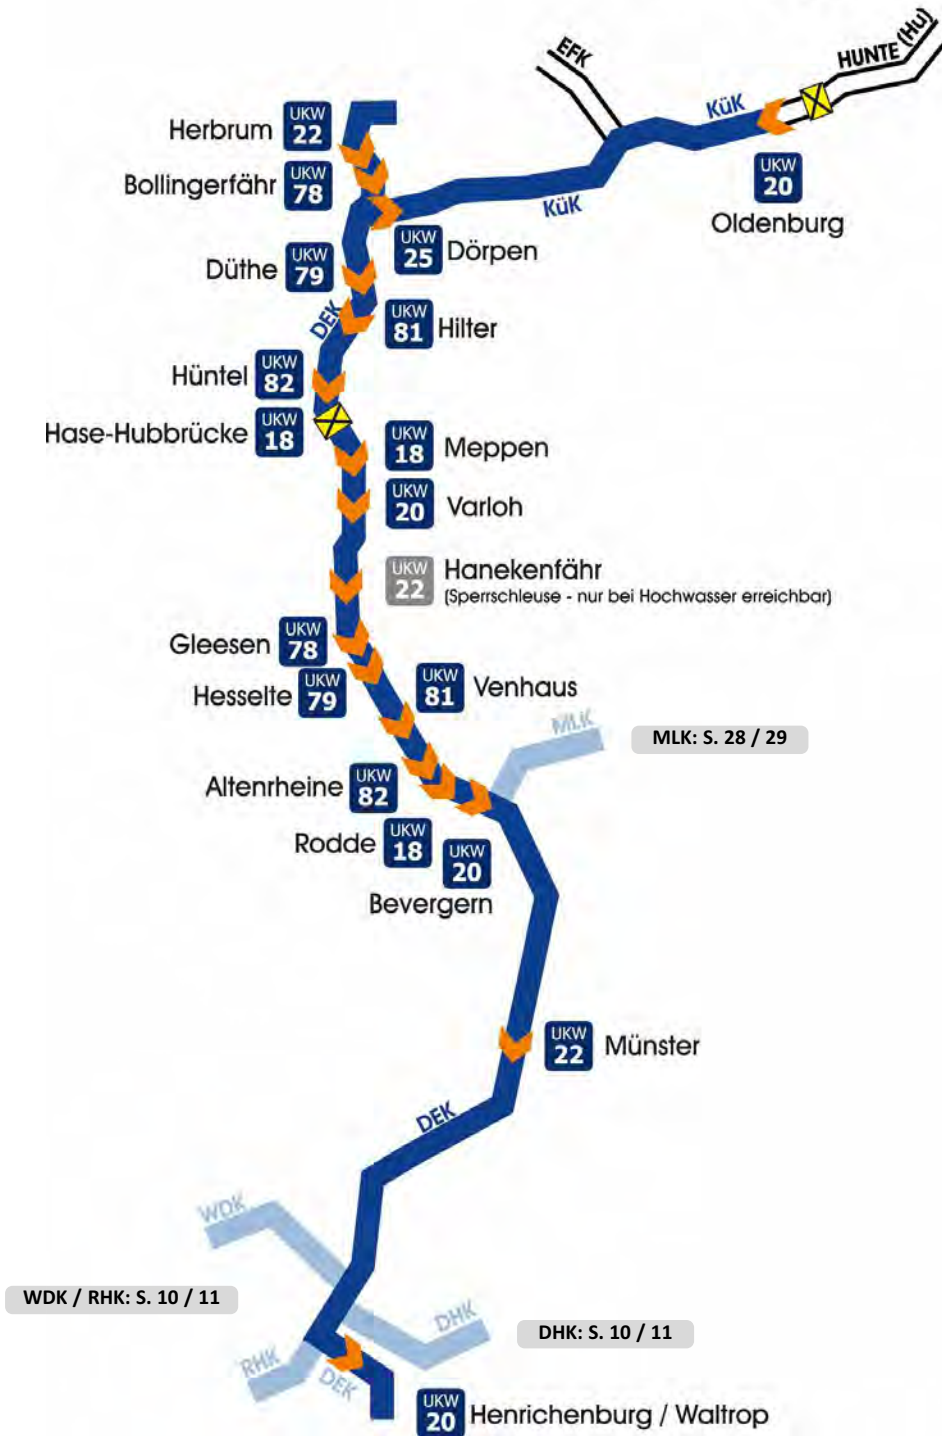 EFK
HUNTE (Hu)
KüK
Herbrum
UKW
22
Bollingerfähr
UKW
78
UKW
20
Oldenburg
KüK
UKW
25
Dörpen
Düthe
UKW
79
DEK
UKW
81
Hilter
Hüntel
UKW
82
Hase-Hubbrücke
UKW
18
UKW
18
Meppen
UKW
20
Varloh
UKW
22
Hanekenfähr
(Sperrschleuse - nur bei Hochwasser erreichbar)
Gleesen
UKW
78
Hesselte
UKW
79
UKW
81
Venhaus
MLK
MLK: S. 28 / 29
Altenrheine
UKW
82
Rodde
UKW
18
UKW
20
Bevergern
UKW
22
Münster
DEK
WDK
WDK / RHK: S. 10 / 11
DHK
DHK: S. 10 / 11
RHK
DEK
UKW
20
Henrichenburg / Waltrop